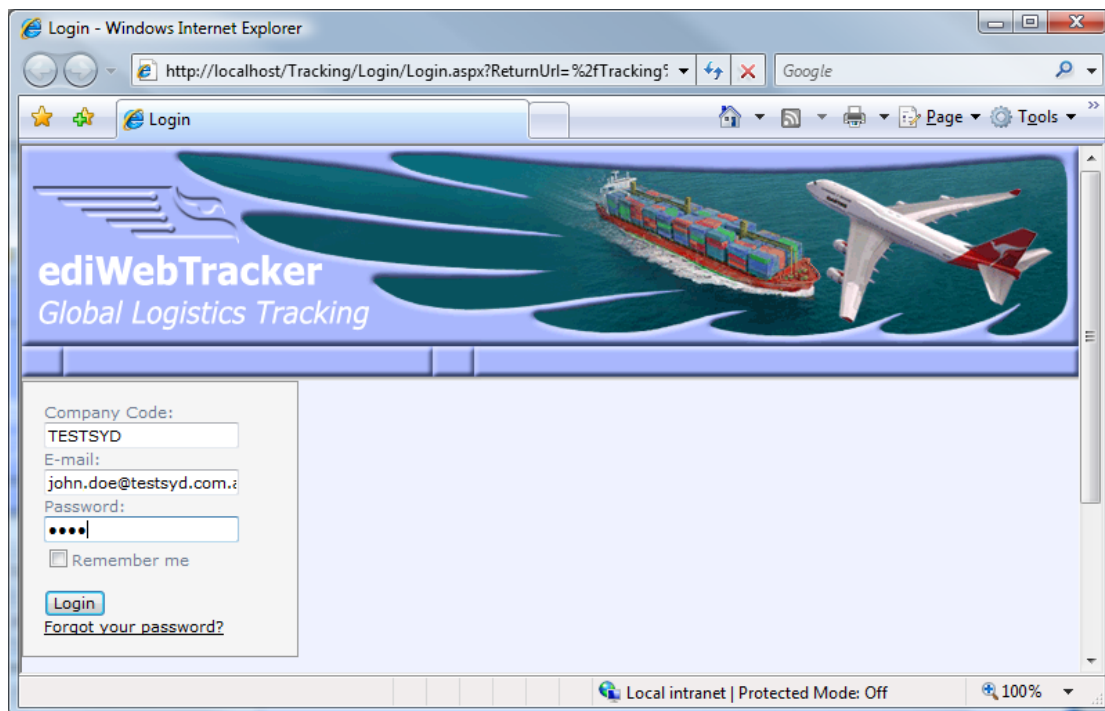 Login - Windows Internet Explorer
http://localhost/Tracking/Login/Login.aspx?ReturnUrl=%2fTracking%
Google
Login
Page
Tools
ediWebTracker
Global Logistics Tracking
Company Code:
TESTSYD
E-mail:
john.doe@testsyd.com.a
Password:
••••
Remember me
Login
Forgot your password?
Local intranet | Protected Mode: Off
100%